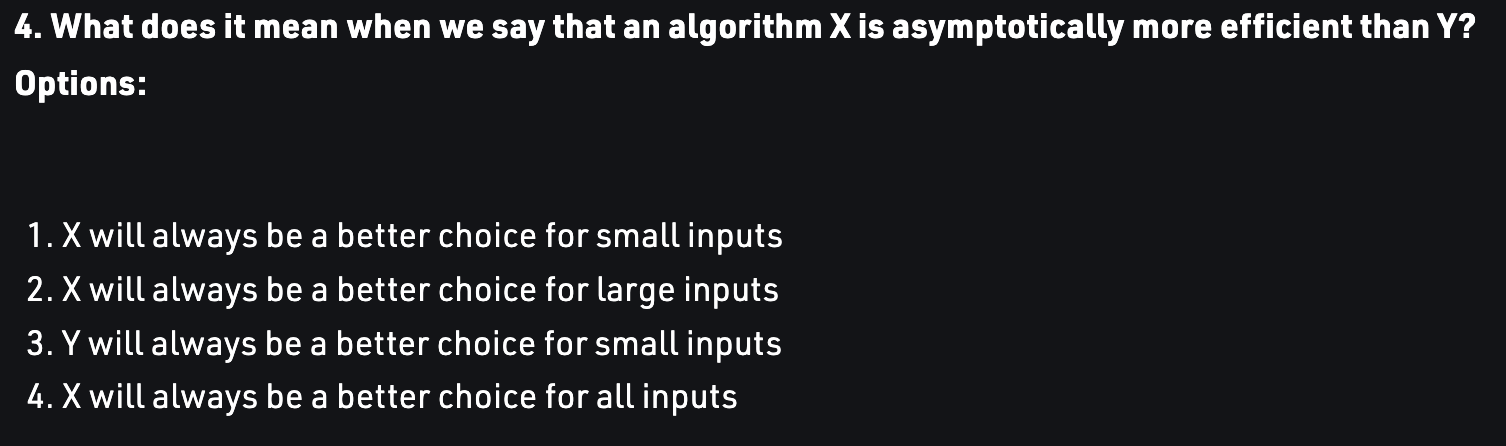 4. What does it mean when we say that an algorithm X is asymptotically more efficient than Y?
Options:
1. X will always be a better choice for small inputs
2. X will always be a better choice for large inputs
3. Y will always be a better choice for small inputs
4. X will always be a better choice for all inputs